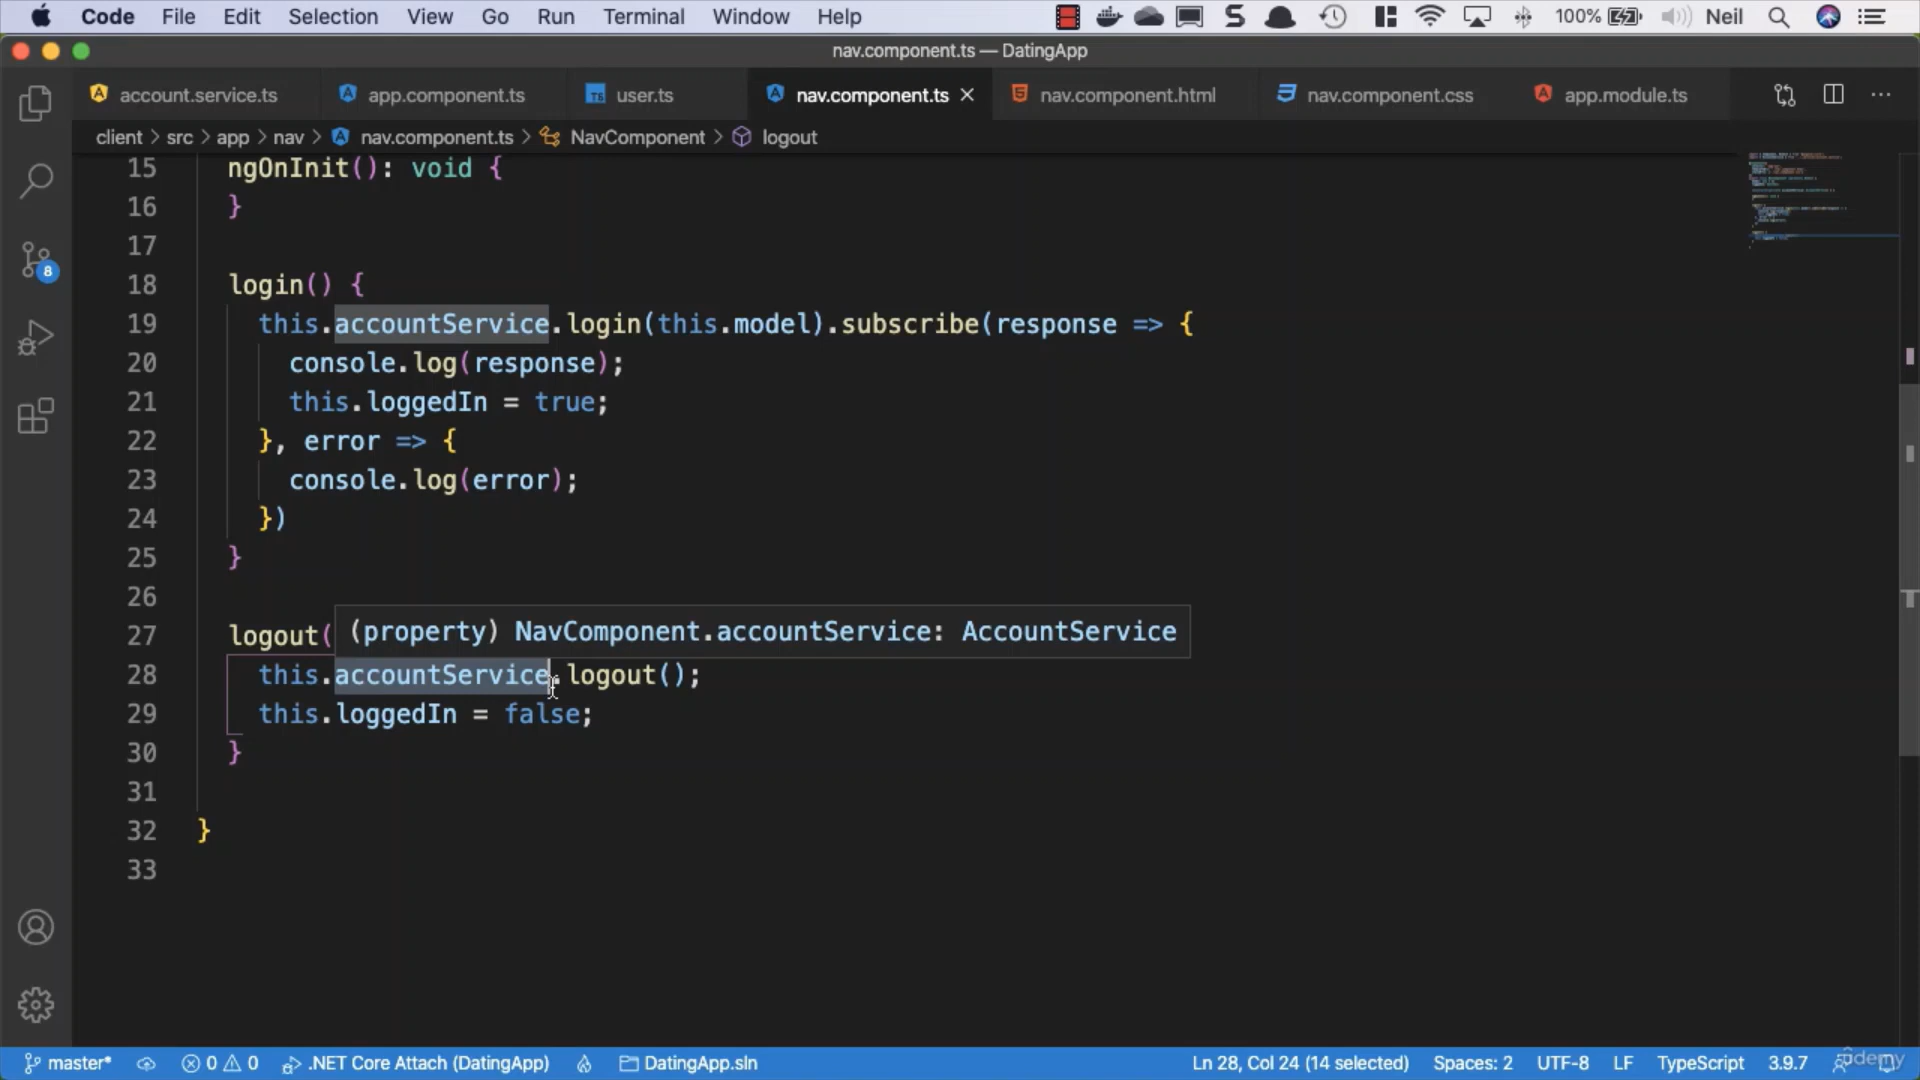 Code File Edit Selection View Go Run Terminal Window Help 100% Neil
nav.component.ts — DatingApp
account.service.ts app.component.ts TS user.ts nav.component.ts nav.component.html nav.component.css app.module.ts
client > src > app > nav > nav.component.ts > NavComponent > logout
15 ngOnInit(): void {
16 }
17
18 login() {
19 this.accountService.login(this.model).subscribe(response => {
20 console.log(response);
21 this.loggedIn = true;
22 }, error => {
23 console.log(error);
24 })
25 }
26
(property) NavComponent.accountService: AccountService
27 logout(
28 this.accountService.logout();
29 this.loggedIn = false;
30 }
31
32 }
33
8
master* 0 0 .NET Core Attach (DatingApp) DatingApp.sln Ln 28, Col 24 (14 selected) Spaces: 2 UTF-8 LF TypeScript 3.9.7
udemy